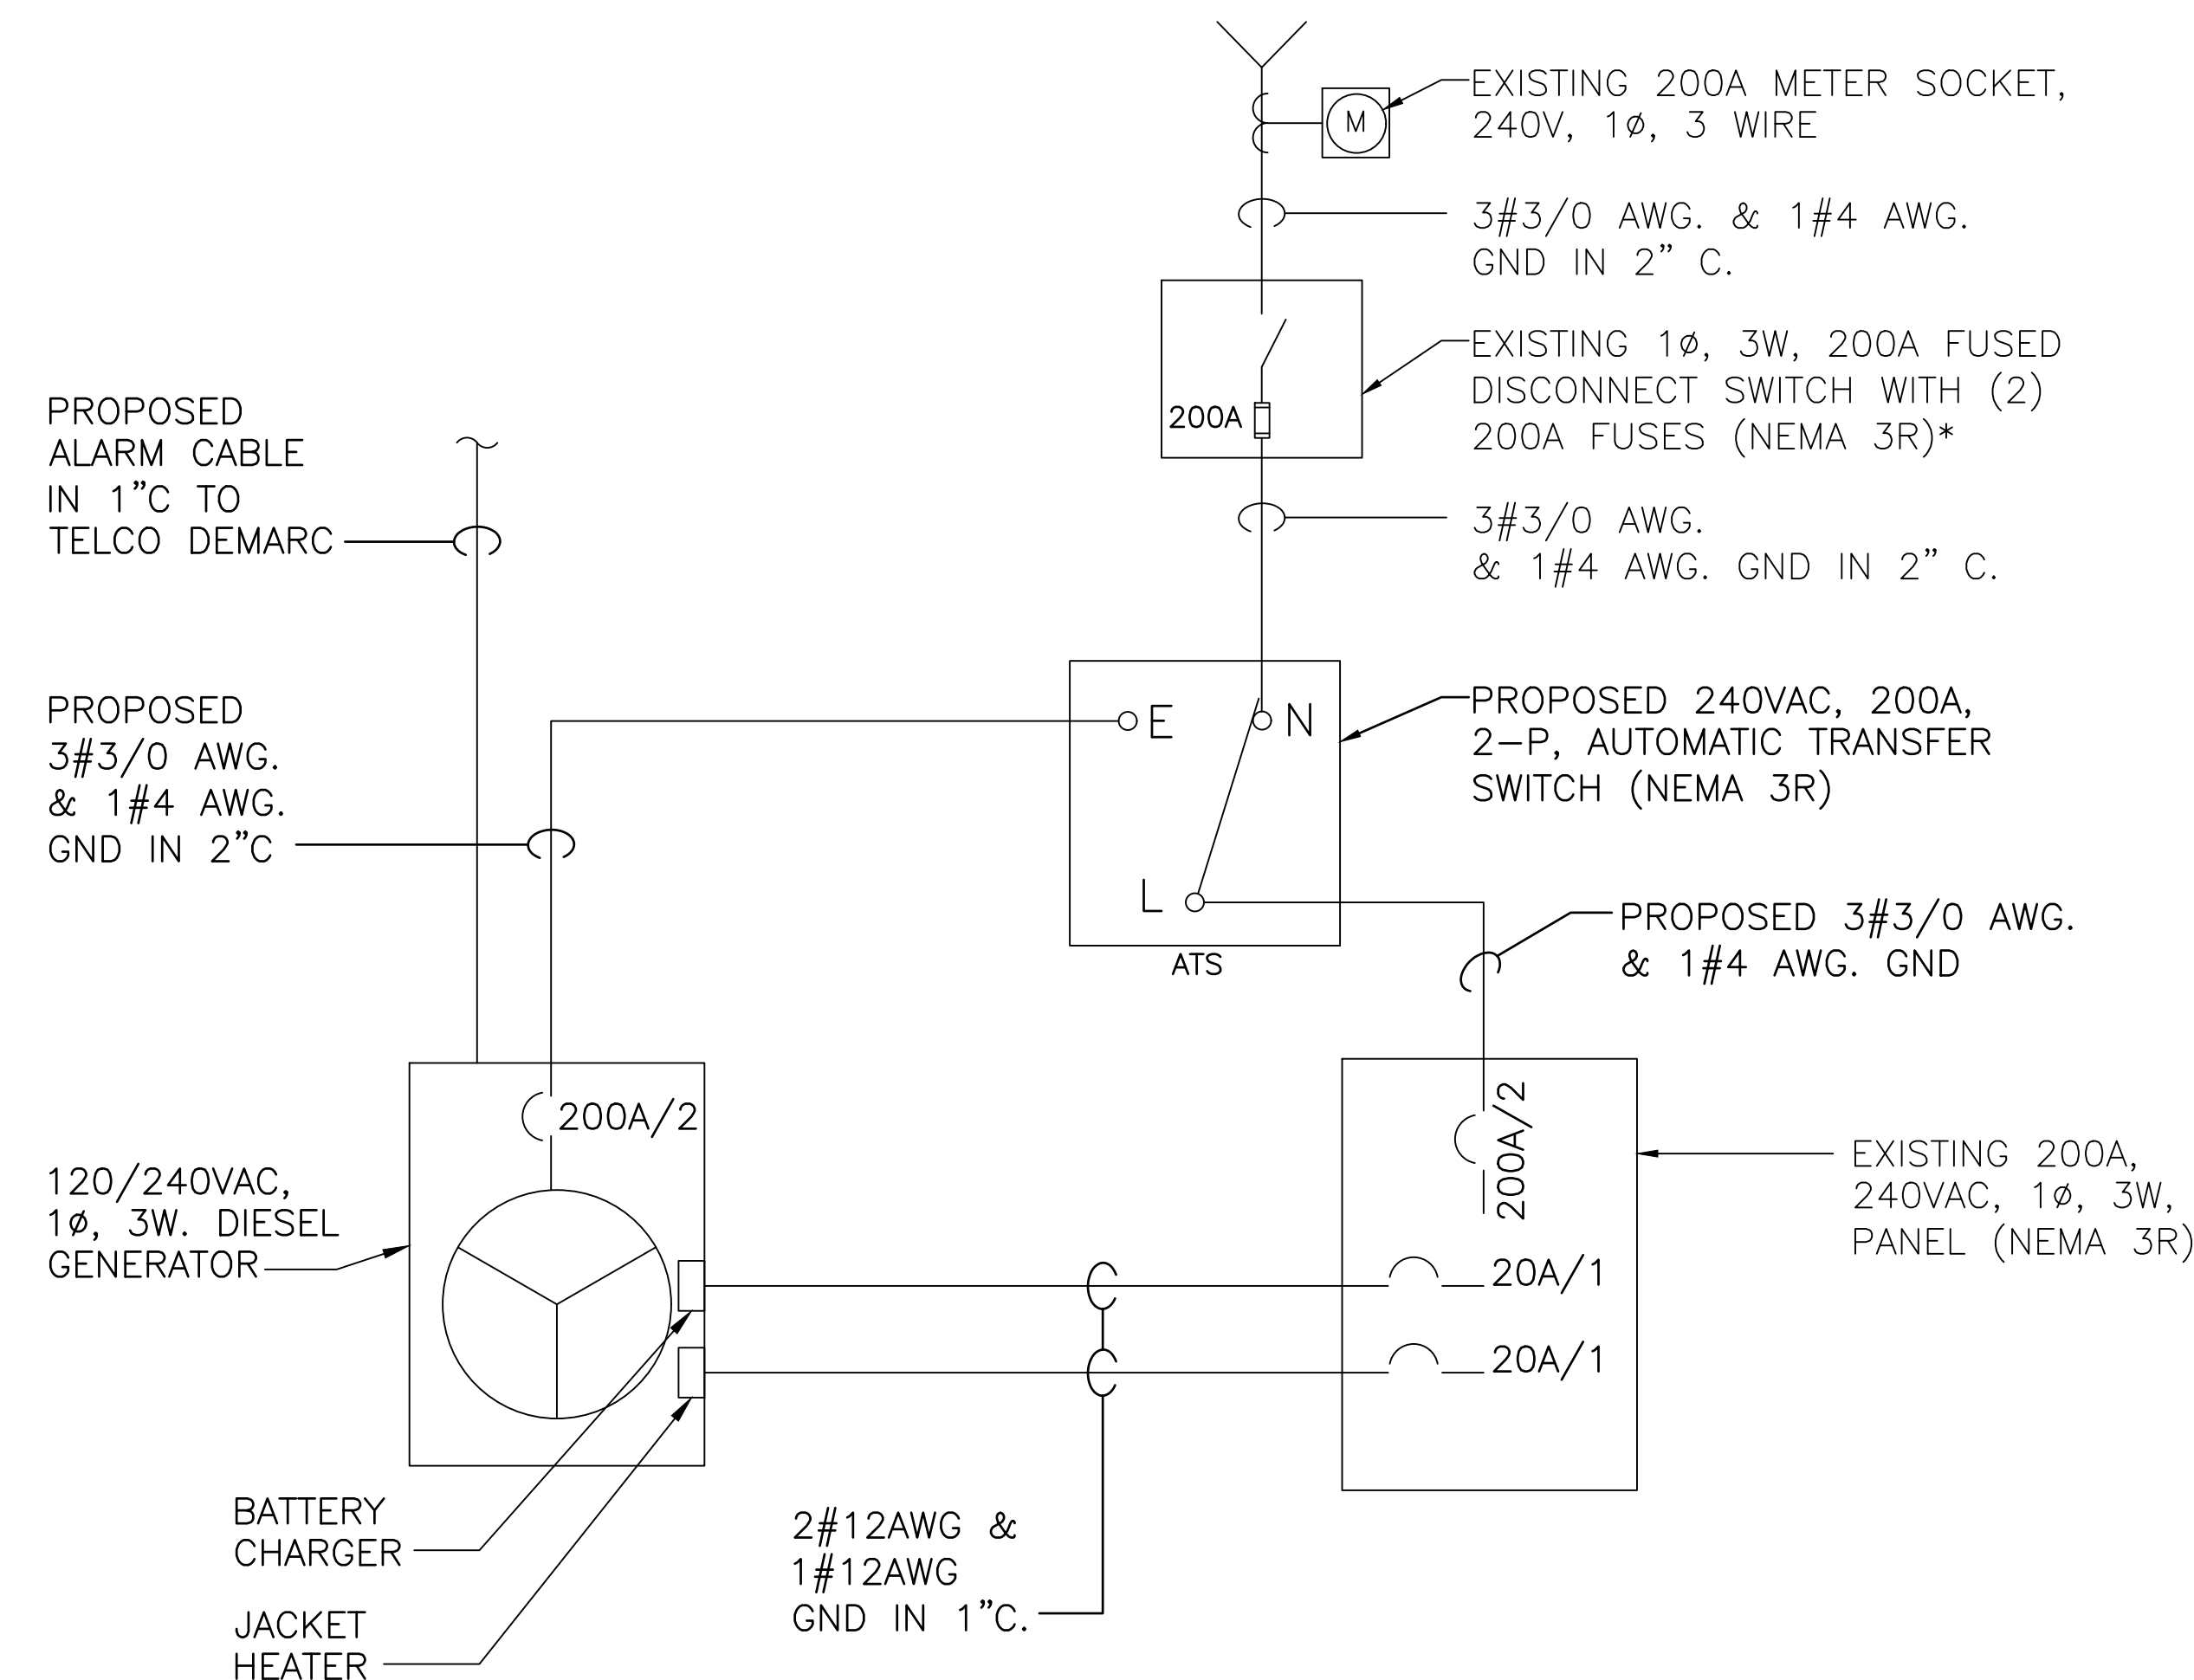 EXISTING 200A METER SOCKET,
240V, 1ø, 3 WIRE
M
3#3/0 AWG. & 1#4 AWG.
GND IN 2" C.
EXISTING 1ø, 3W, 200A FUSED
DISCONNECT SWITCH WITH (2)
200A FUSES (NEMA 3R)*
200A
PROPOSED
ALARM CABLE
IN 1"C TO
TELCO DEMARC
3#3/0 AWG.
& 1#4 AWG. GND IN 2" C.
PROPOSED
3#3/0 AWG.
& 1#4 AWG.
GND IN 2"C
E
N
L
ATS
PROPOSED 240VAC, 200A,
2-P, AUTOMATIC TRANSFER
SWITCH (NEMA 3R)
PROPOSED 3#3/0 AWG.
& 1#4 AWG. GND
200A/2
200A/2
120/240VAC,
1ø, 3W. DIESEL
GENERATOR
EXISTING 200A,
240VAC, 1ø, 3W,
PANEL (NEMA 3R)
20A/1
20A/1
BATTERY
CHARGER
JACKET
HEATER
2#12AWG &
1#12AWG
GND IN 1"C.